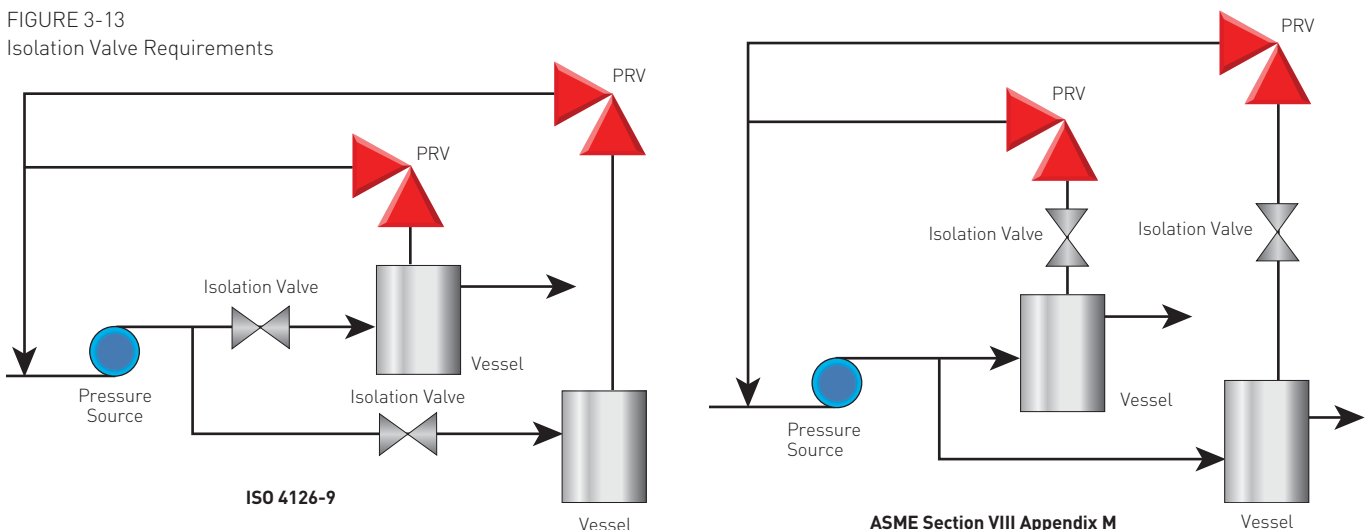 FIGURE 3-13
Isolation Valve Requirements
PRV
PRV
Isolation Valve
Vessel
Pressure
Source
Isolation Valve
Vessel
ISO 4126-9
PRV
PRV
Isolation Valve
Isolation Valve
Vessel
Pressure
Source
Vessel
ASME Section VIII Appendix M